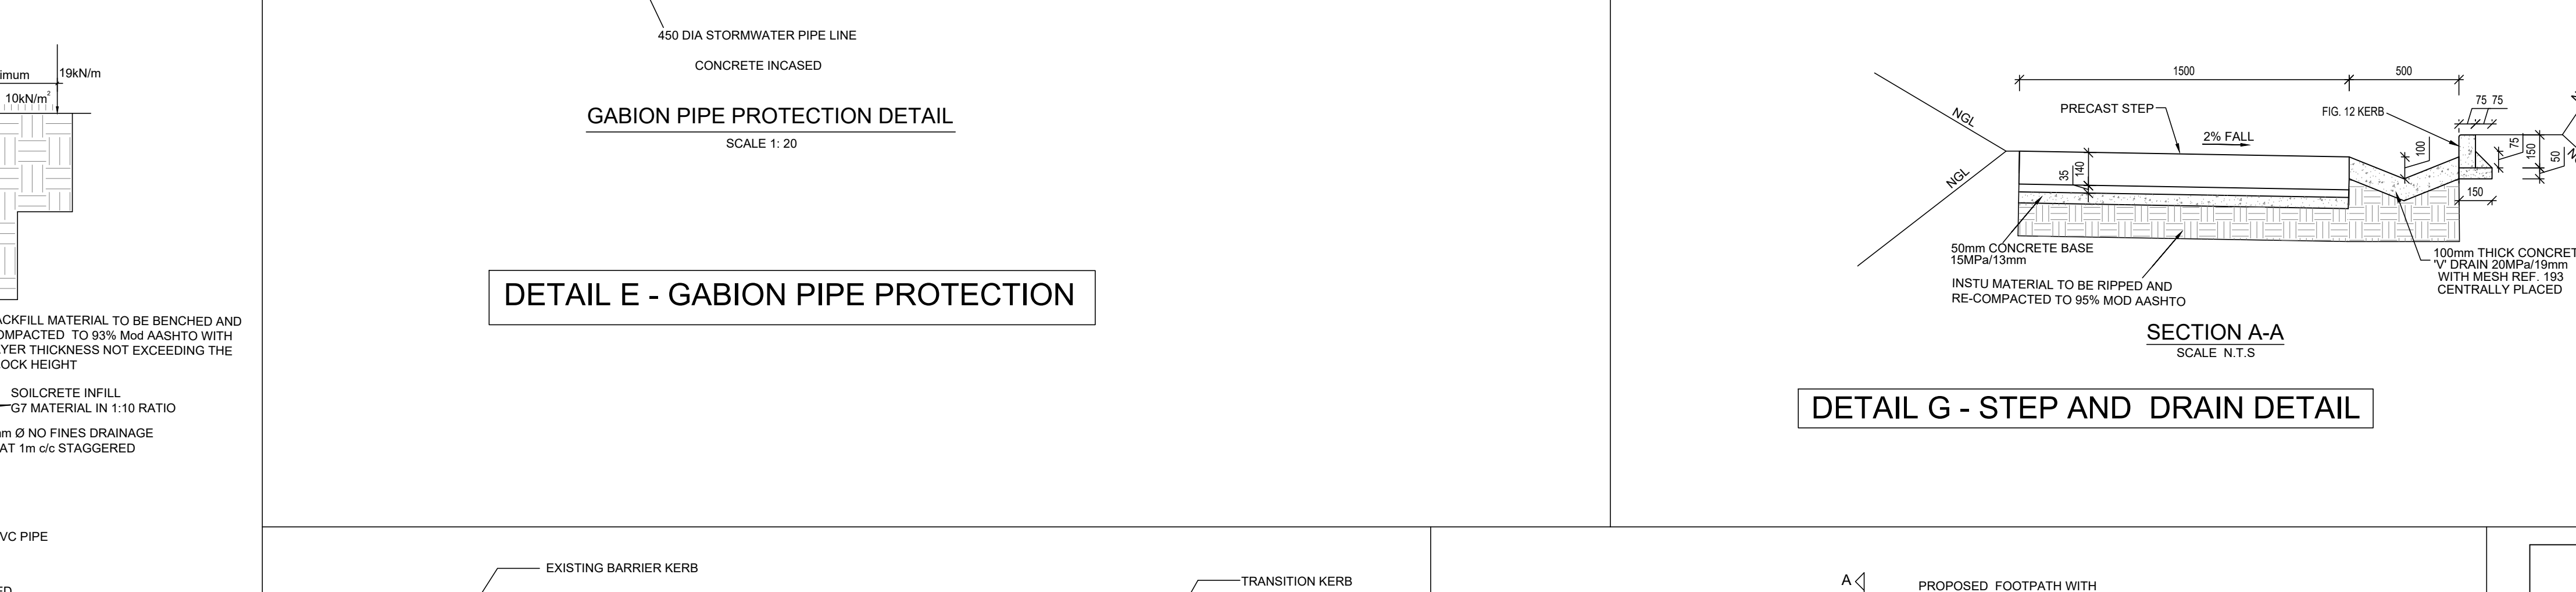 imum
19kN/m
10kN/m²
ACKFILL MATERIAL TO BE BENCHED AND
OMPACTED TO 93% Mod AASHTO WITH
YER THICKNESS NOT EXCEEDING THE
OCK HEIGHT
SOILCRETE INFILL
G7 MATERIAL IN 1:10 RATIO
m Ø NO FINES DRAINAGE
AT 1m c/c STAGGERED
VC PIPE
450 DIA STORMWATER PIPE LINE
CONCRETE INCASED
GABION PIPE PROTECTION DETAIL
SCALE 1: 20
DETAIL E - GABION PIPE PROTECTION
1500
500
75 75
PRECAST STEP
FIG. 12 KERB
NGL
2% FALL
100
75
150
50
35
140
NGL
150
50mm CONCRETE BASE
15MPa/13mm
INSTU MATERIAL TO BE RIPPED AND
RE-COMPACTED TO 95% MOD AASHTO
100mm THICK CONCRET
'V' DRAIN 20MPa/19mm
WITH MESH REF. 193
CENTRALLY PLACED
SECTION A-A
SCALE N.T.S
DETAIL G - STEP AND DRAIN DETAIL
EXISTING BARRIER KERB
TRANSITION KERB
A
PROPOSED FOOTPATH WITH